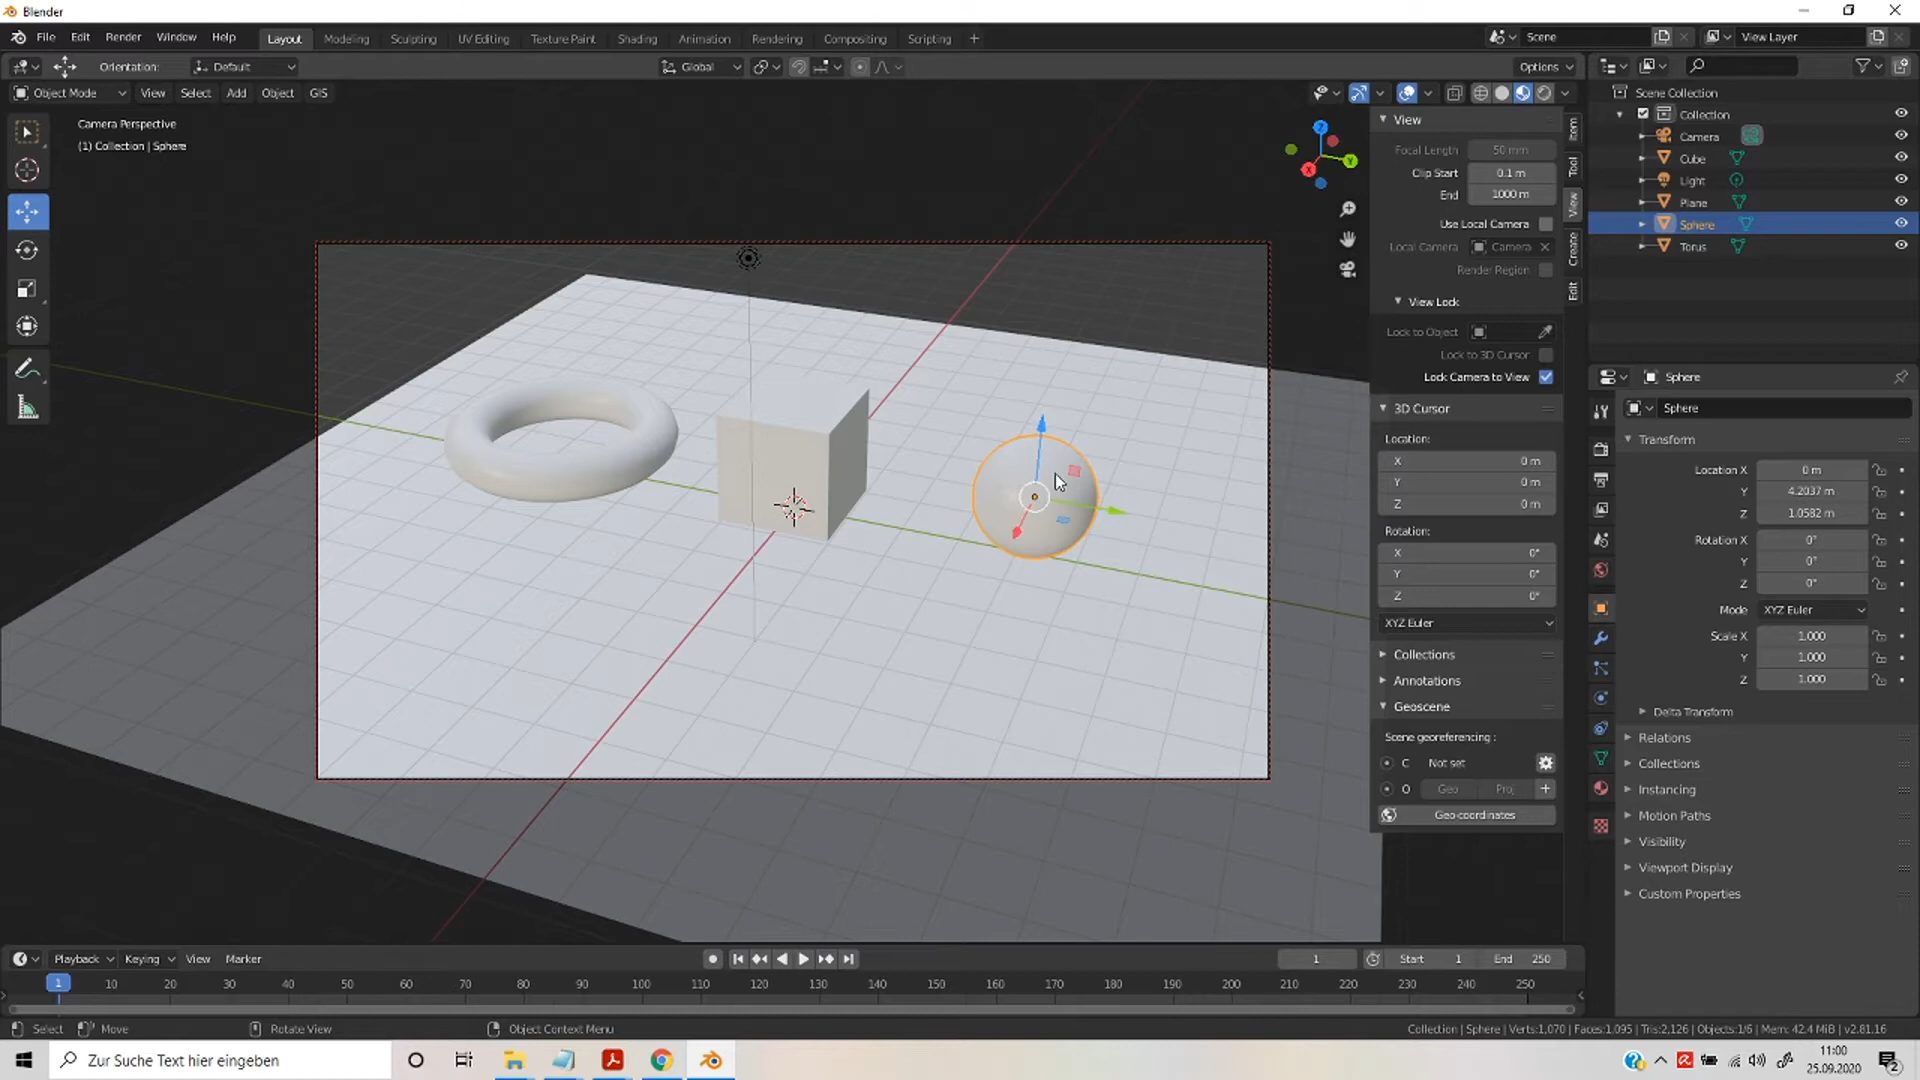 Blender
File Edit Render Window Help Layout Modeling Sculpting UV Editing Texture Paint Shading Animation Rendering Compositing Scripting + Scene View Layer
Orientation: Default Global Options
Object Mode View Select Add Object GIS
Camera Perspective
(1) Collection | Sphere
Z
Y
X
View
Focal Length 50 mm
Clip Start 0.1 m
End 1000 m
Use Local Camera
Local Camera Camera
Render Region
View Lock
Lock to Object
Lock to 3D Cursor
Lock Camera to View
3D Cursor
Location:
X 0 m
Y 0 m
Z 0 m
Rotation:
X 0°
Y 0°
Z 0°
XYZ Euler
Collections
Annotations
Geoscene
Scene georeferencing :
C Not set
O Geo Proj +
Geo-coordinates
Item
Tool
View
Create
Edit
Scene Collection
Collection
Camera
Cube
Light
Plane
Sphere
Torus
Sphere
Sphere
Transform
Location X 0 m
Y 4.2037 m
Z 1.0582 m
Rotation X 0°
Y 0°
Z 0°
Mode XYZ Euler
Scale X 1.000
Y 1.000
Z 1.000
Delta Transform
Relations
Collections
Instancing
Motion Paths
Visibility
Viewport Display
Custom Properties
Playback Keying View Marker 1 Start 1 End 250
1 10 20 30 40 50 60 70 80 90 100 110 120 130 140 150 160 170 180 190 200 210 220 230 240 250
Select Move Rotate View Object Context Menu Collection | Sphere | Verts:1,070 | Faces:1,095 | Tris:2,126 | Objects:1/6 | Mem: 42.4 MiB | v2.81.16
Zur Suche Text hier eingeben
11:00
25.09.2020
2